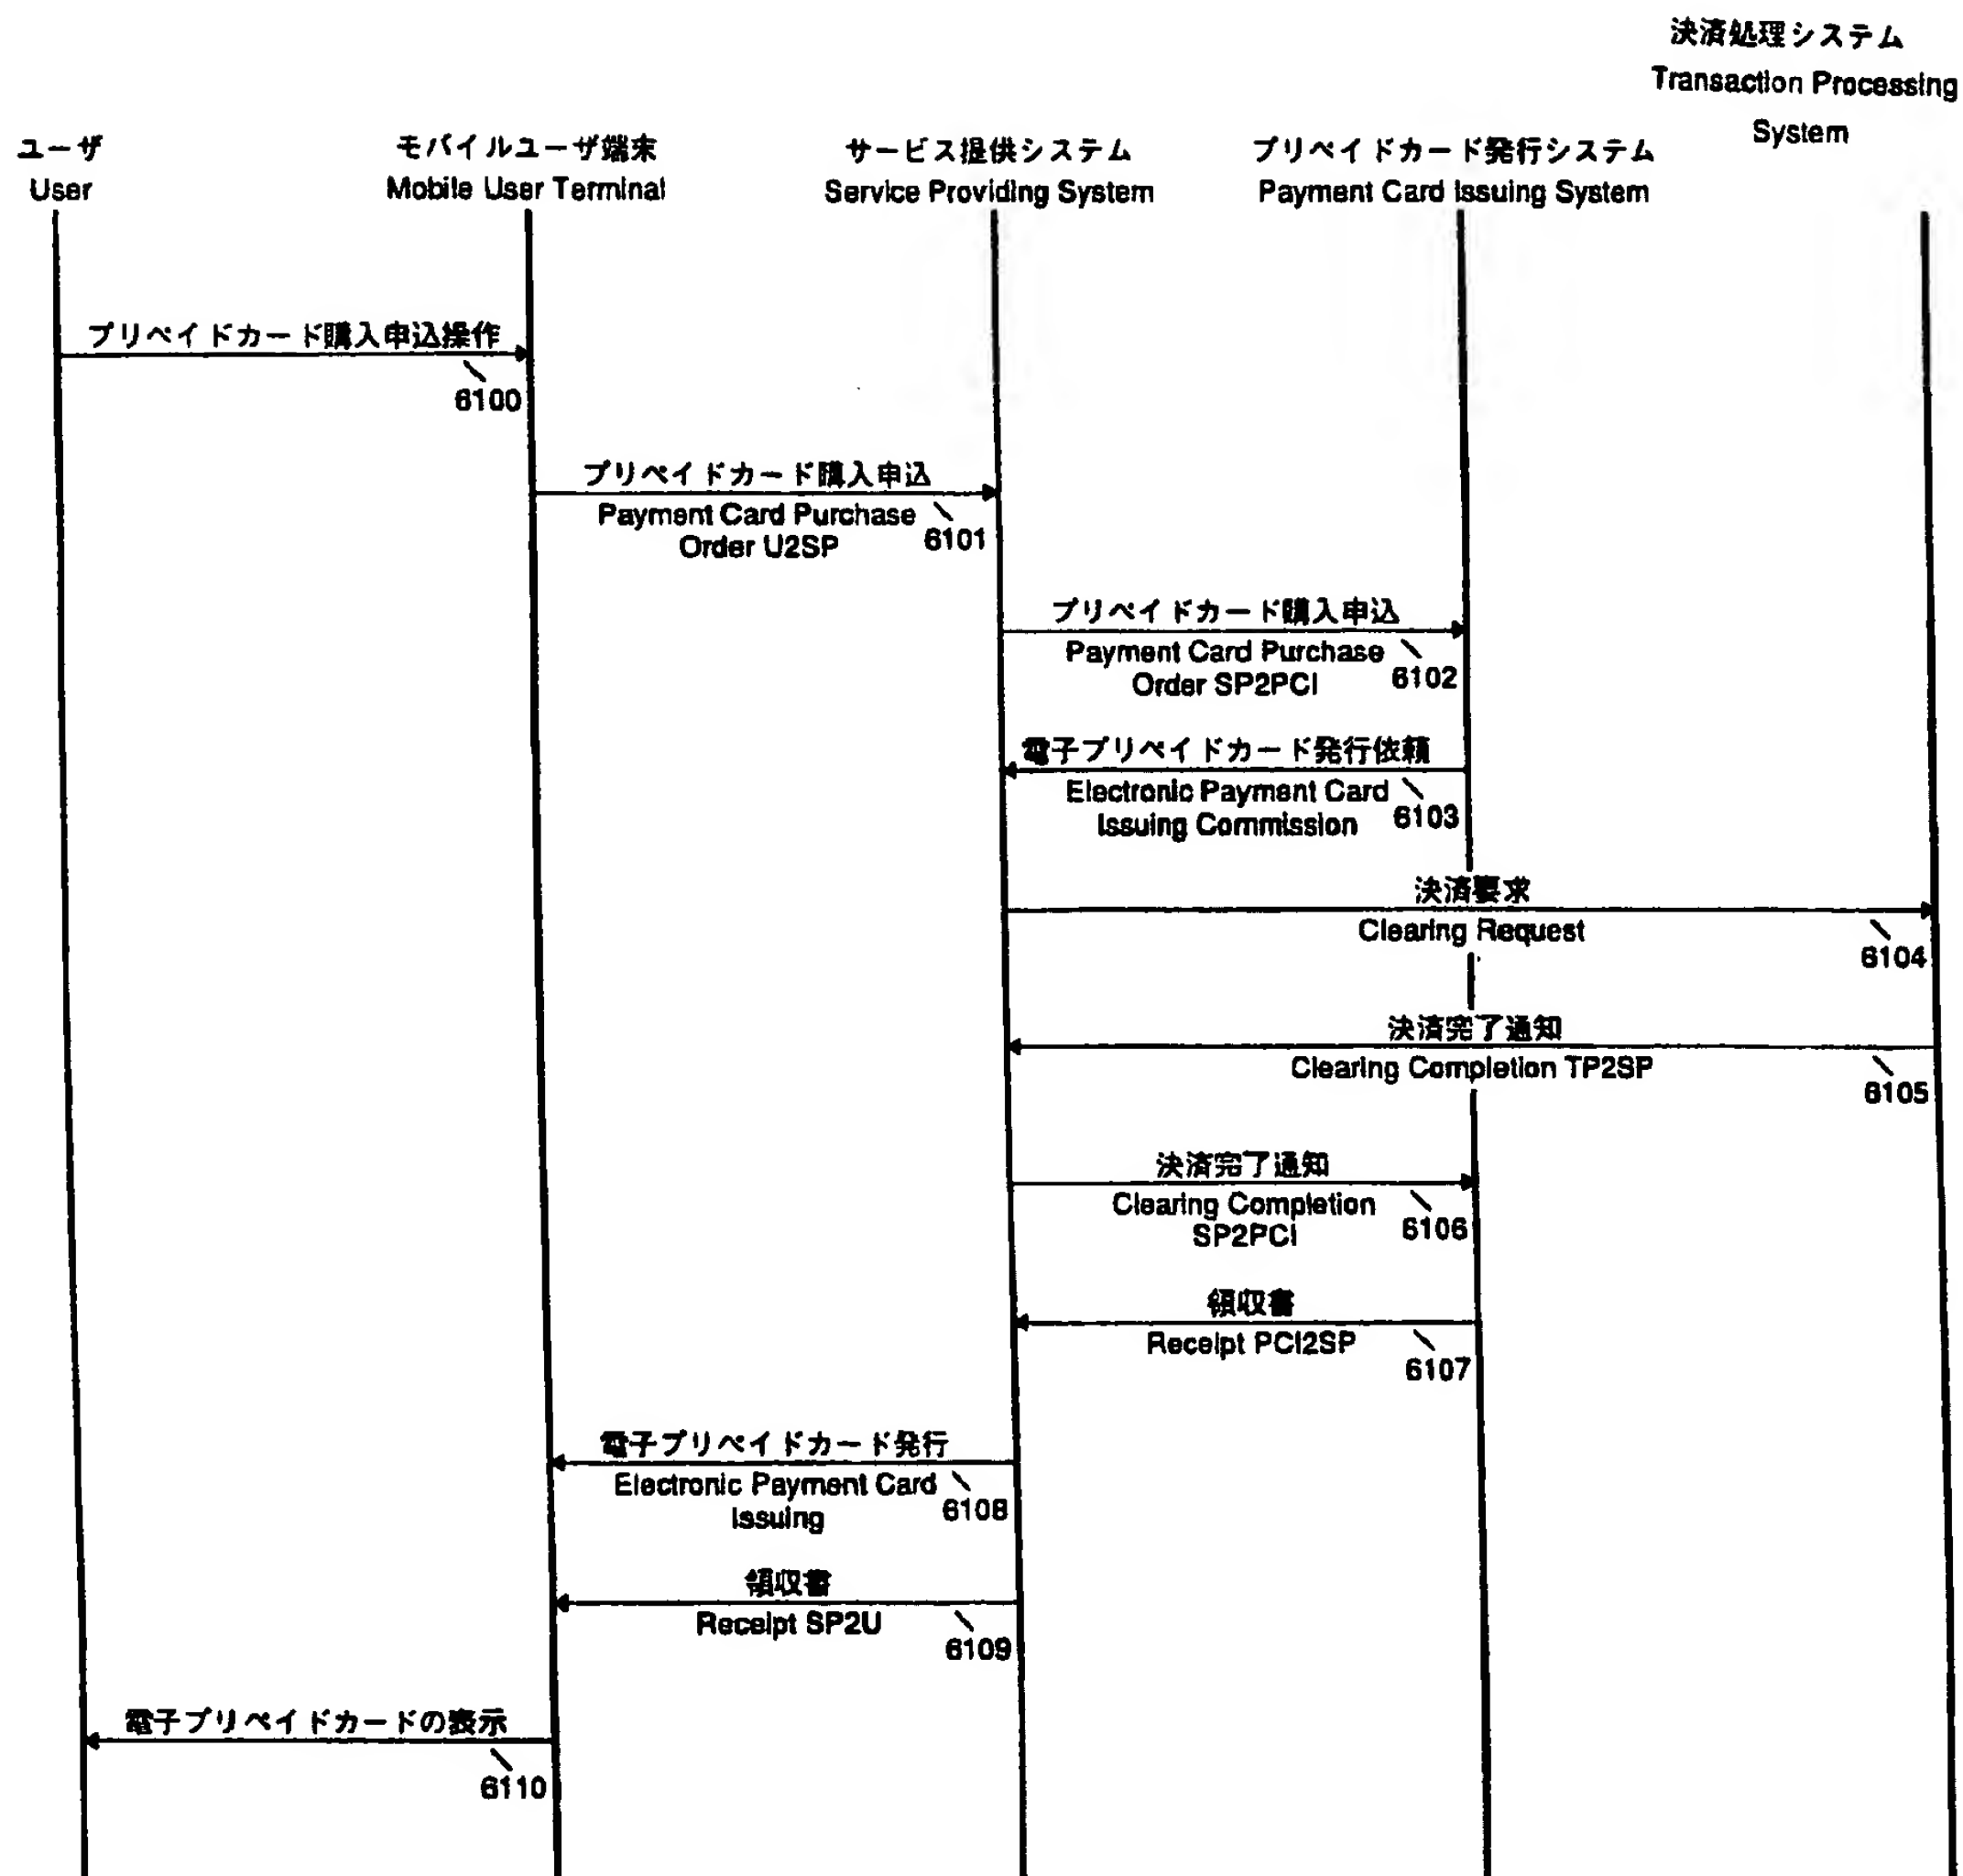 決済処理システム
Transaction Processing
System
ユーザ
User
モバイルユーザ端末
Mobile User Terminal
サービス提供システム
Service Providing System
プリペイドカード発行システム
Payment Card Issuing System
プリペイドカード購入申込操作
6100
プリペイドカード購入申込
Payment Card Purchase
Order U2SP
6101
プリペイドカード購入申込
Payment Card Purchase
Order SP2PCI
6102
電子プリペイドカード発行依頼
Electronic Payment Card
Issuing Commission
6103
決済要求
Clearing Request
6104
決済完了通知
Clearing Completion TP2SP
6105
決済完了通知
Clearing Completion
SP2PCI
6106
領収書
Receipt PCI2SP
6107
電子プリペイドカード発行
Electronic Payment Card
Issuing
6108
領収書
Receipt SP2U
6109
電子プリペイドカードの表示
6110